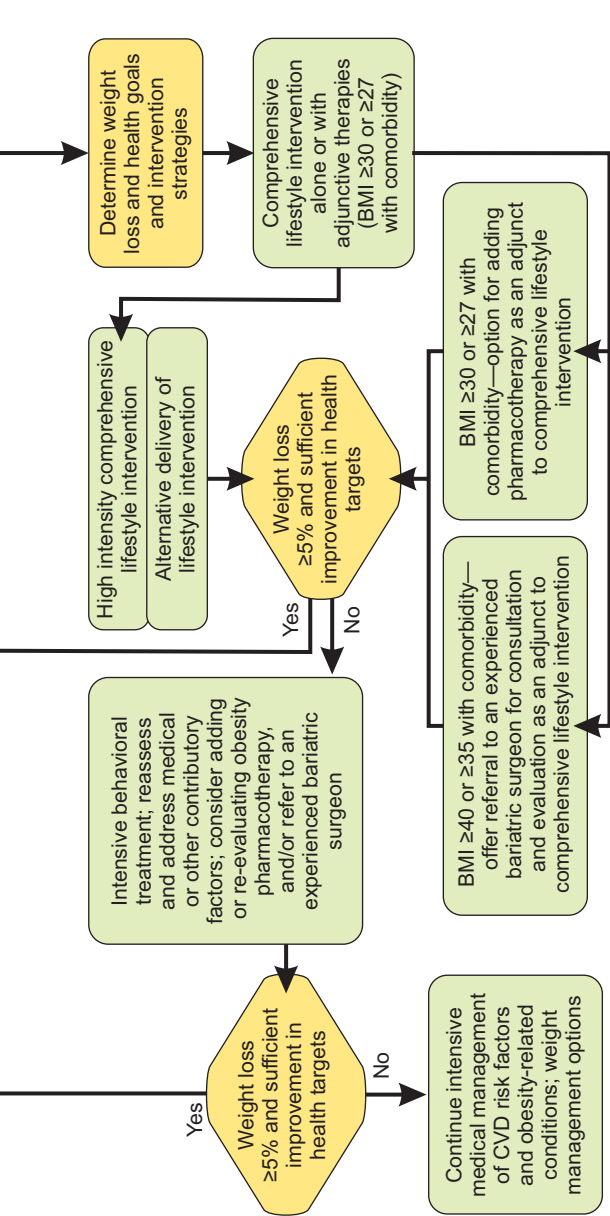 Determine weight
loss and health goals
and intervention
strategies
Comprehensive
lifestyle intervention
alone or with
adjunctive therapies
(BMI ≥30 or ≥27
with comorbidity)
High intensity comprehensive
lifestyle intervention
Alternative delivery of
lifestyle intervention
BMI ≥30 or ≥27 with
comorbidity—option for adding
pharmacotherapy as an adjunct
to comprehensive lifestyle
intervention
BMI ≥40 or ≥35 with comorbidity—
offer referral to an experienced
bariatric surgeon for consultation
and evaluation as an adjunct to
comprehensive lifestyle intervention
Weight loss
≥5% and sufficient
improvement in health
targets
Yes
No
Intensive behavioral
treatment; reassess
and address medical
or other contributory
factors; consider adding
or re-evaluating obesity
pharmacotherapy,
and/or refer to an
experienced bariatric
surgeon
Weight loss
≥5% and sufficient
improvement in
health targets
Yes
No
Continue intensive
medical management
of CVD risk factors
and obesity-related
conditions; weight
management options